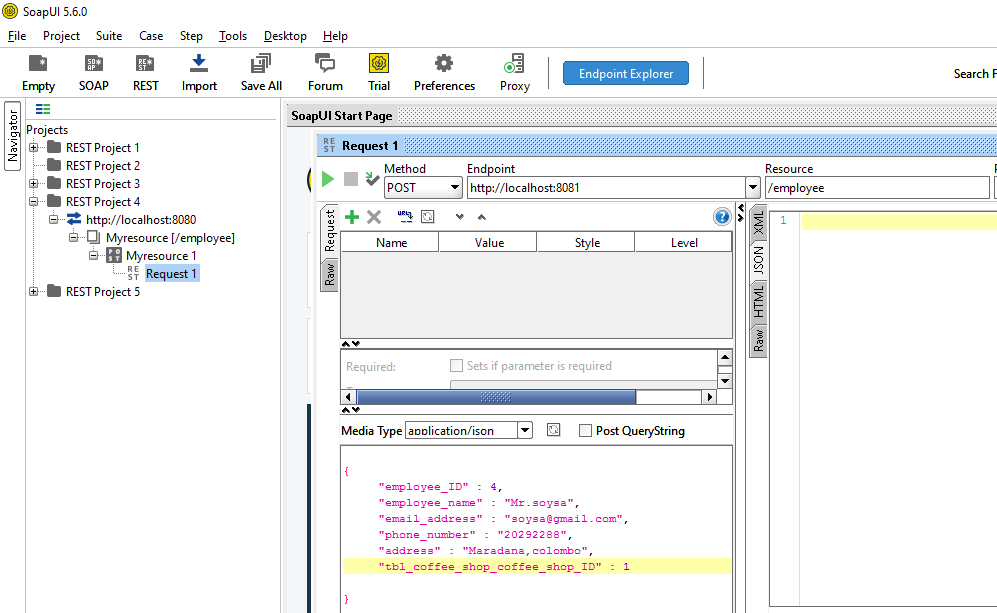 SoapUI 5.6.0
File Project Suite Case Step Tools Desktop Help
Empty SOAP REST Import Save All Forum Trial Preferences Proxy Endpoint Explorer Search F
Navigator
Projects
REST Project 1
REST Project 2
REST Project 3
REST Project 4
http://localhost:8080
Myresource [/employee]
Myresource 1
Request 1
REST Project 5
SoapUI Start Page
Request 1
Method Endpoint Resource
POST http://localhost:8081 /employee
Request
Raw
Name Value Style Level
Required: Sets if parameter is required
Media Type application/json Post QueryString
{
"employee_ID" : 4,
"employee_name" : "Mr.soysa",
"email_address" : "soysa@gmail.com",
"phone_number" : "20292288",
"address" : "Maradana,colombo",
"tbl_coffee_shop_coffee_shop_ID" : 1
}
XML
JSON
HTML
Raw
1